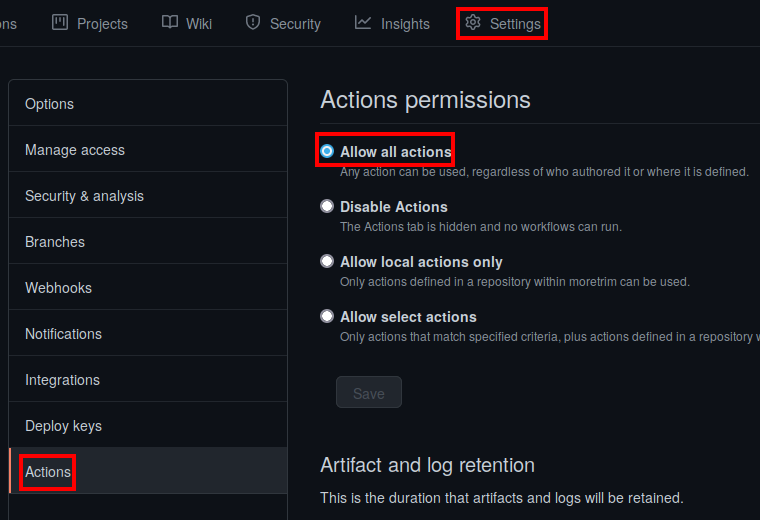 ons Projects Wiki Security Insights Settings
Options
Manage access
Security & analysis
Branches
Webhooks
Notifications
Integrations
Deploy keys
Actions
Actions permissions
Allow all actions
Any action can be used, regardless of who authored it or where it is defined.
Disable Actions
The Actions tab is hidden and no workflows can run.
Allow local actions only
Only actions defined in a repository within moretrim can be used.
Allow select actions
Only actions that match specified criteria, plus actions defined in a repository w
Save
Artifact and log retention
This is the duration that artifacts and logs will be retained.